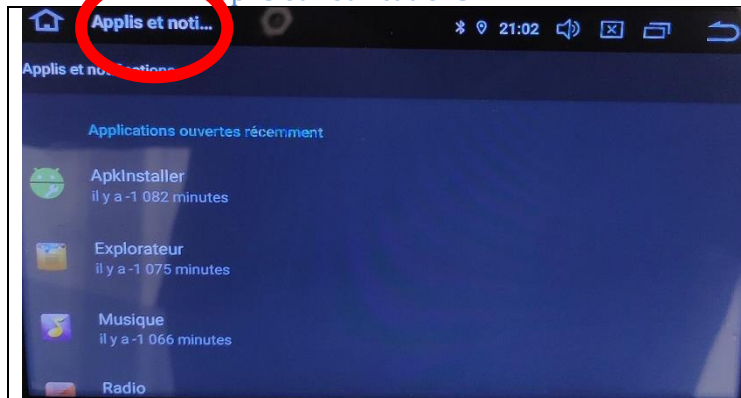 Applis et noti...
21:02
Applis et notifications
Applications ouvertes récemment
ApkInstaller
il y a -1 082 minutes
Explorateur
il y a -1 075 minutes
Musique
il y a -1 066 minutes
Radio